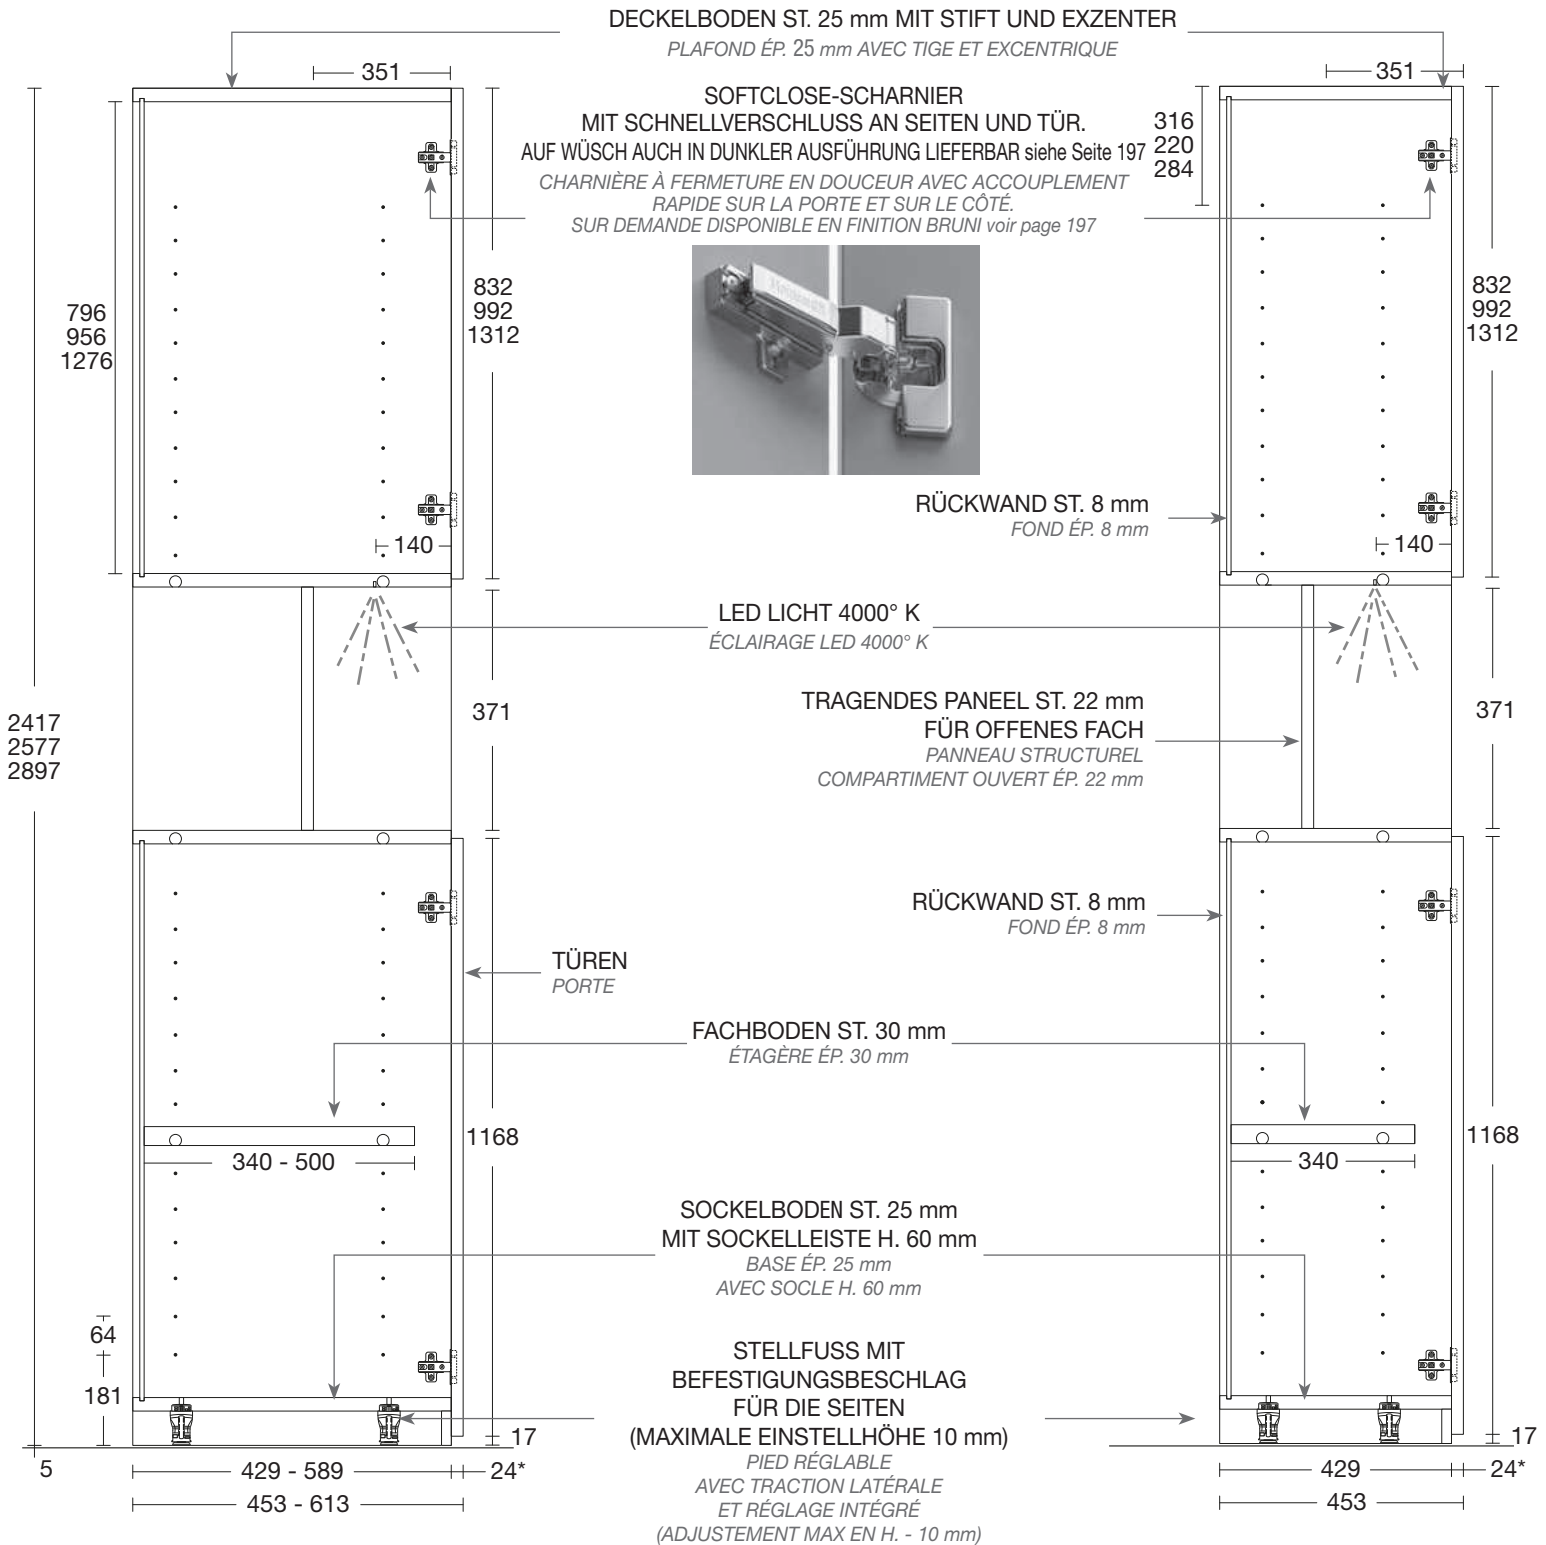 DECKELBODEN ST. 25 mm MIT STIFT UND EXZENTER
PLAFOND ÉP. 25 mm AVEC TIGE ET EXCENTRIQUE
351
351
SOFTCLOSE-SCHARNIER
MIT SCHNELLVERSCHLUSS AN SEITEN UND TÜR.
AUF WÜSCH AUCH IN DUNKLER AUSFÜHRUNG LIEFERBAR siehe Seite 197
CHARNIÈRE À FERMETURE EN DOUCEUR AVEC ACCOUPLEMENT
RAPIDE SUR LA PORTE ET SUR LE CÔTÉ.
SUR DEMANDE DISPONIBLE EN FINITION BRUNI voir page 197
316
220
284
796
956
1276
832
992
1312
832
992
1312
RÜCKWAND ST. 8 mm
FOND ÉP. 8 mm
140
140
LED LICHT 4000° K
ÉCLAIRAGE LED 4000° K
2417
2577
2897
371
TRAGENDES PANEEL ST. 22 mm
FÜR OFFENES FACH
PANNEAU STRUCTUREL
COMPARTIMENT OUVERT ÉP. 22 mm
371
RÜCKWAND ST. 8 mm
FOND ÉP. 8 mm
TÜREN
PORTE
FACHBODEN ST. 30 mm
ÉTAGÈRE ÉP. 30 mm
1168
1168
340 - 500
340
SOCKELBODEN ST. 25 mm
MIT SOCKELLEISTE H. 60 mm
BASE ÉP. 25 mm
AVEC SOCLE H. 60 mm
64
181
STELLFUSS MIT
BEFESTIGUNGSBESCHLAG
FÜR DIE SEITEN
(MAXIMALE EINSTELLHÖHE 10 mm)
PIED RÉGLABLE
AVEC TRACTION LATÉRALE
ET RÉGLAGE INTÉGRÉ
(ADJUSTEMENT MAX EN H. - 10 mm)
17
17
5
429 - 589
24*
453 - 613
429
24*
453